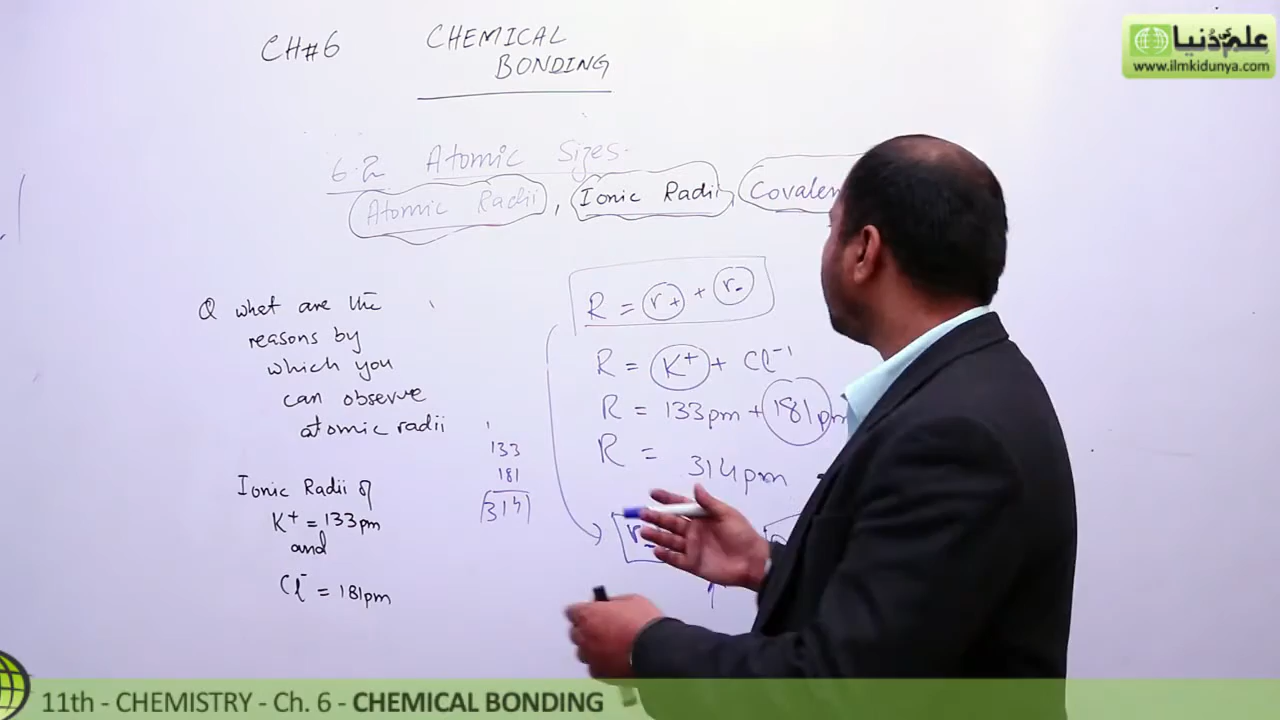 CH#6
CHEMICAL
BONDING
علم کی دُنیا
www.ilmkidunya.com
6.2 Atomic Sizes.
Atomic Radii, Ionic Radii, Covalen
Q what are the
reasons by
which you
can observe
atomic radii
Ionic Radii of
K+ = 133pm
and
Cl- = 181pm
133
181
314
R = r+ + r-
R = K+ + Cl-1
R = 133pm + 181pm
R = 314pm
r-
11th - CHEMISTRY - Ch. 6 - CHEMICAL BONDING